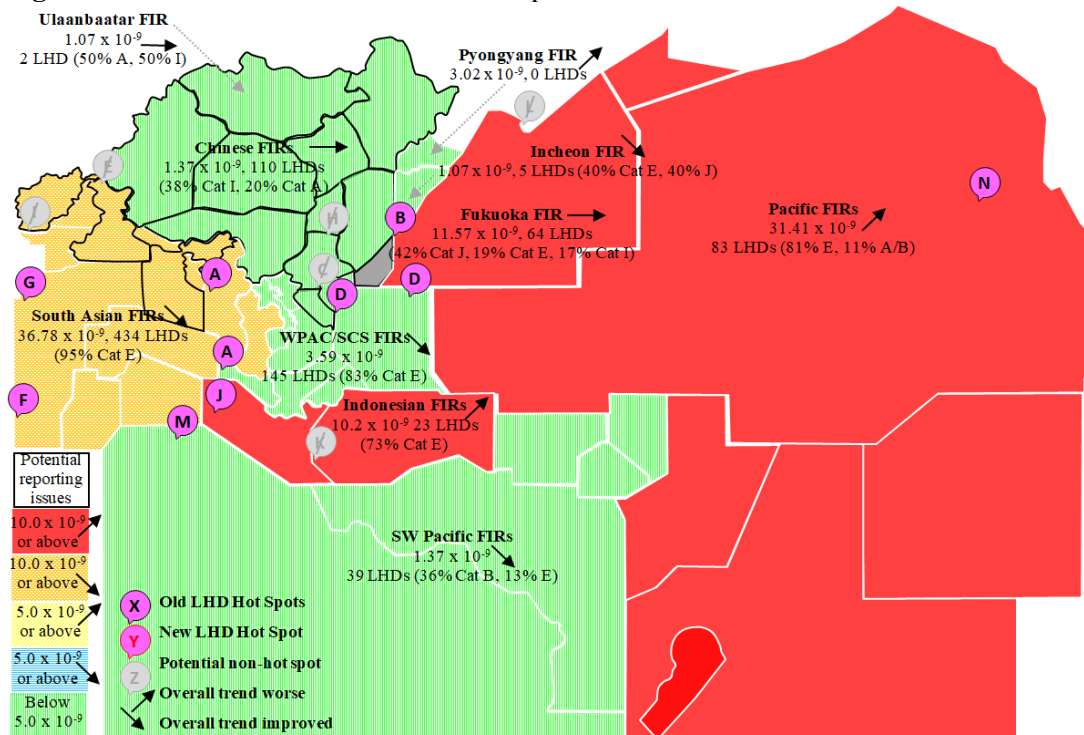 Ulaanbaatar FIR
1.07 x 10-9
2 LHD (50% A, 50% I)
Pyongyang FIR
3.02 x 10-9, 0 LHDs
Chinese FIRs
1.37 x 10-9, 110 LHDs
(38% Cat I, 20% Cat A)
Incheon FIR
1.07 x 10-9, 5 LHDs (40% Cat E, 40% J)
Fukuoka FIR
11.57 x 10-9, 64 LHDs
(42% Cat J, 19% Cat E, 17% Cat I)
Pacific FIRs
31.41 x 10-9
83 LHDs (81% E, 11% A/B)
South Asian FIRs
36.78 x 10-9, 434 LHDs
(95% Cat E)
WPAC/SCS FIRs
3.59 x 10-9
145 LHDs (83% Cat E)
Indonesian FIRs
10.2 x 10-9 23 LHDs
(73% Cat E)
SW Pacific FIRs
1.37 x 10-9
39 LHDs (36% Cat B, 13% E)
E
L
I
H
B
N
G
A
C
D
D
A
F
J
M
K
Potential
reporting
issues
10.0 x 10-9
or above
10.0 x 10-9
or above
5.0 x 10-9
or above
5.0 x 10-9
or above
Below
5.0 x 10-9
X Old LHD Hot Spots
Y New LHD Hot Spot
Z Potential non-hot spot
Overall trend worse
Overall trend improved